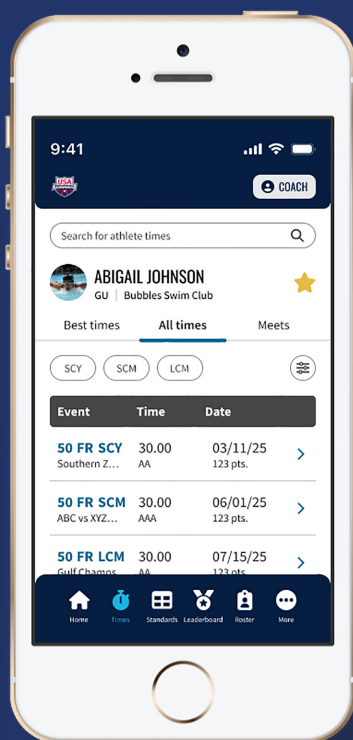 9:41
USA
COACH
Search for athlete times
ABIGAIL JOHNSON
GU | Bubbles Swim Club
Best times All times Meets
SCY SCM LCM
Event Time Date
50 FR SCY 30.00 03/11/25
Southern Z... AA 123 pts.
50 FR SCM 30.00 06/01/25
ABC vs XYZ... AAA 123 pts.
50 FR LCM 30.00 07/15/25
Gulf Champs AA 123 pts.
Home Times Standards Leaderboard Roster More